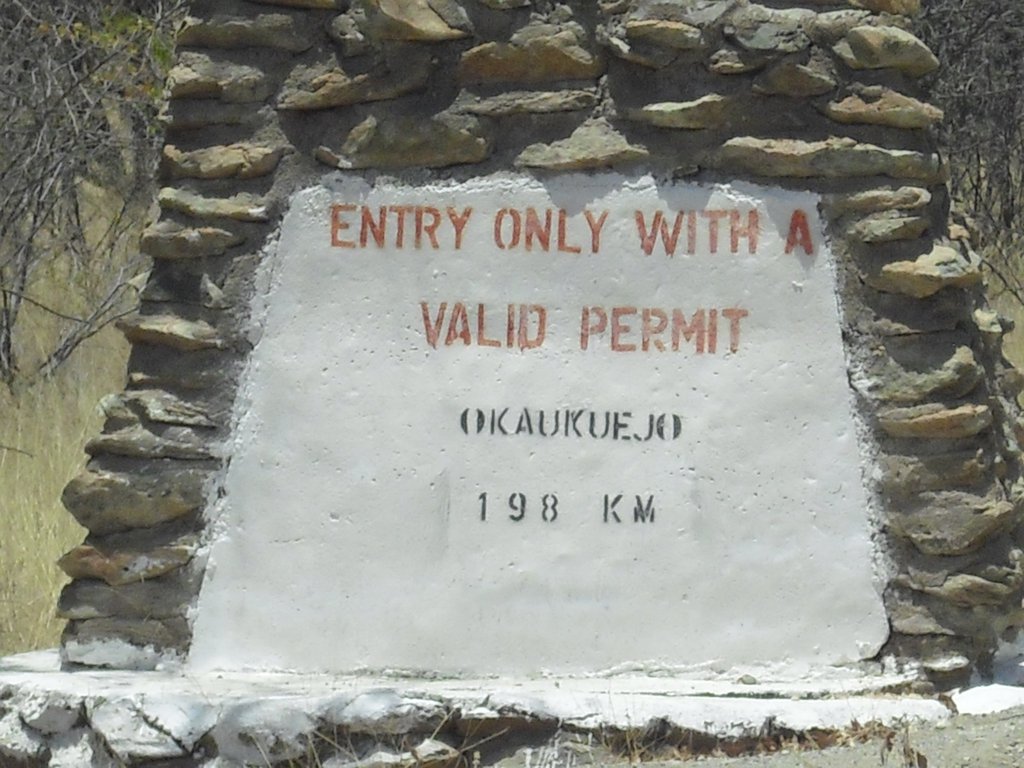 ENTRY ONLY WITH A
VALID PERMIT
OKAUKUEJO
198 KM